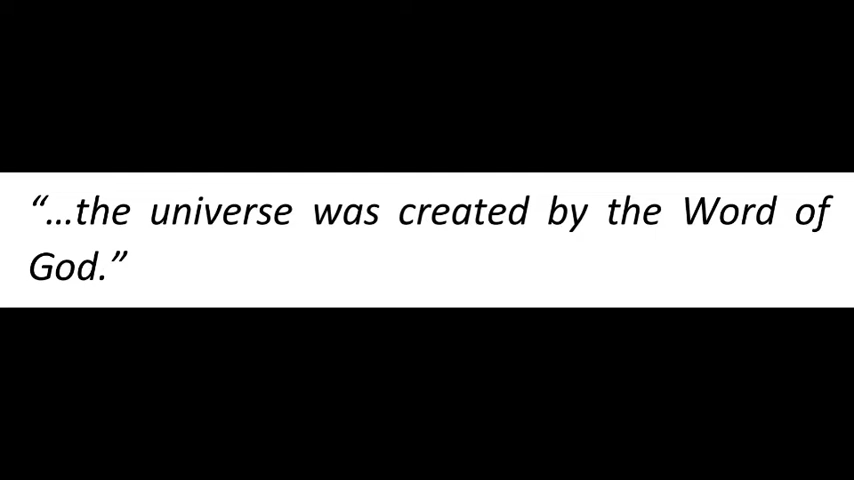 “...the universe was created by the Word of
God.”